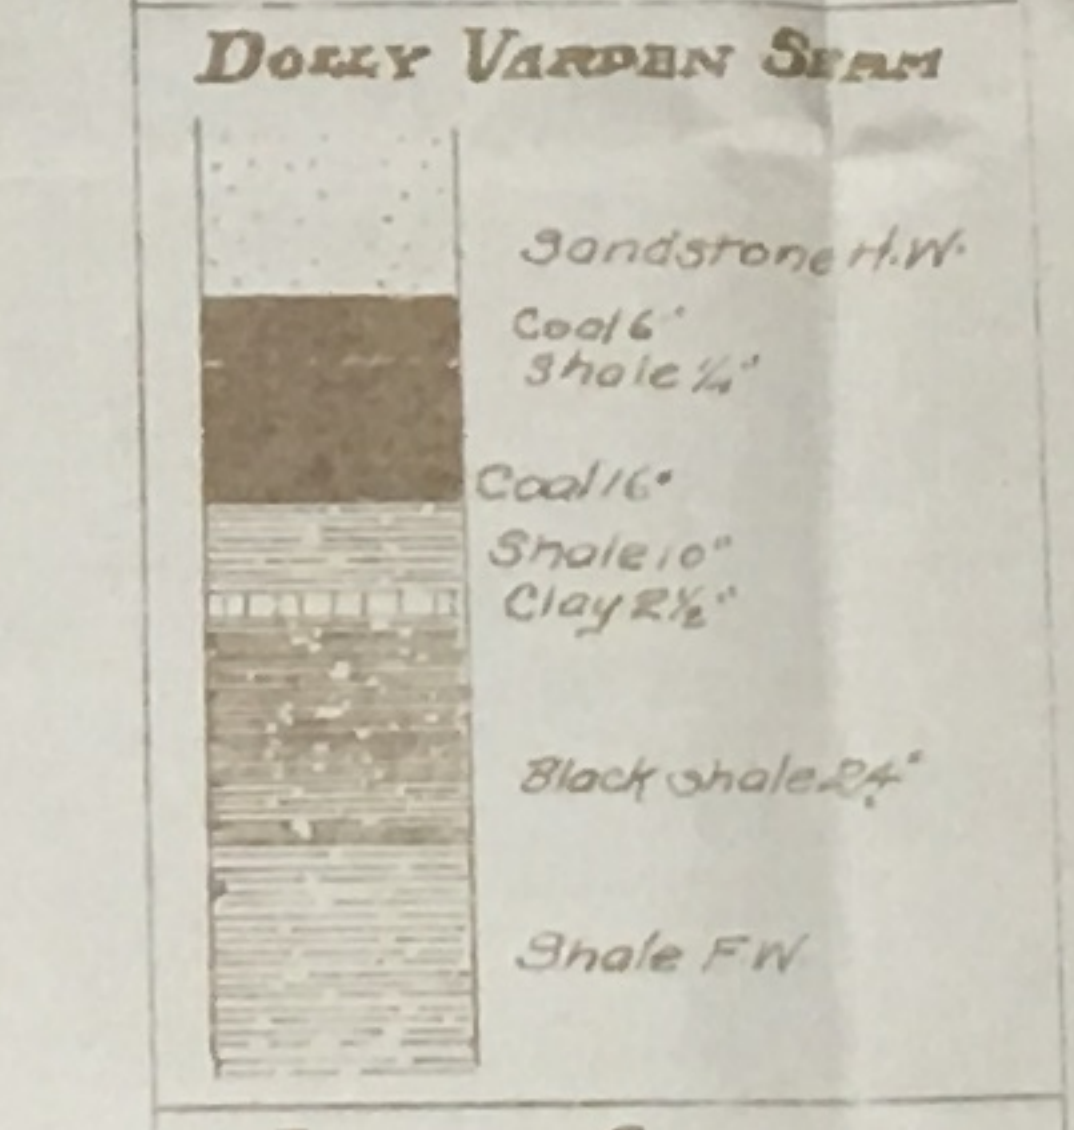 DOLLY VARDEN SEAM
Sandstone H.W.
Coal 6"
Shale ¼"
Coal 16"
Shale 10"
Clay 2½"
Black shale 24"
Shale F W